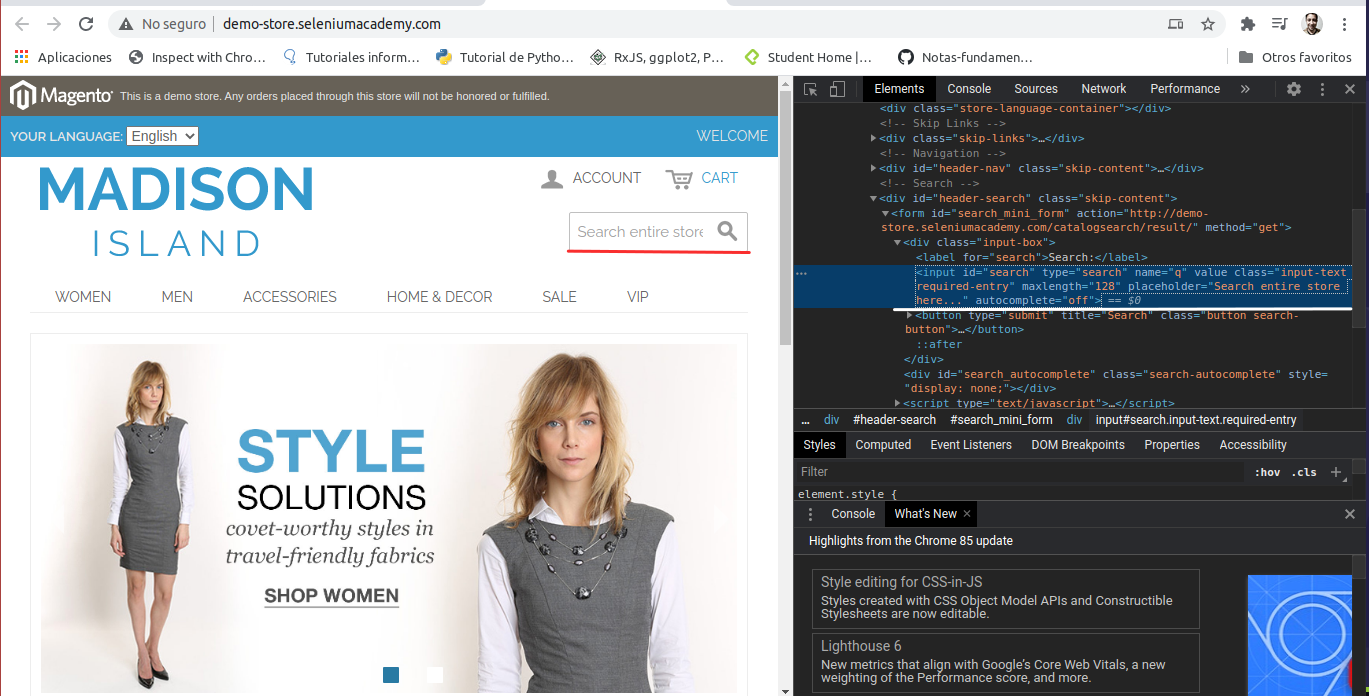 No seguro
demo-store.seleniumacademy.com
Aplicaciones
Inspect with Chro…
Tutoriales inform…
Tutorial de Pytho…
RxJS, ggplot2, P…
Student Home |…
Notas-fundamen…
Otros favoritos
Magento
This is a demo store. Any orders placed through this store will not be honored or fulfilled.
YOUR LANGUAGE: English
WELCOME
MADISON
ISLAND
ACCOUNT
CART
Search entire store
WOMEN
MEN
ACCESSORIES
HOME & DECOR
SALE
VIP
STYLE
SOLUTIONS
covet-worthy styles in
travel-friendly fabrics
SHOP WOMEN
Elements
Console
Sources
Network
Performance
»
<div class="store-language-container"></div>
<!-- Skip Links -->
<div class="skip-links">…</div>
<!-- Navigation -->
<div id="header-nav" class="skip-content">…</div>
<!-- Search -->
<div id="header-search" class="skip-content">
<form id="search_mini_form" action="http://demo-
store.seleniumacademy.com/catalogsearch/result/" method="get">
<div class="input-box">
<label for="search">Search:</label>
<input id="search" type="search" name="q" value class="input-text
required-entry" maxlength="128" placeholder="Search entire store
here..." autocomplete="off"> == $0
<button type="submit" title="Search" class="button search-
button">…</button>
::after
</div>
<div id="search_autocomplete" class="search-autocomplete" style=
"display: none;"></div>
<script type="text/javascript">…</script>
... div #header-search #search_mini_form div input#search.input-text.required-entry
Styles
Computed
Event Listeners
DOM Breakpoints
Properties
Accessibility
Filter
:hov .cls +
element.style {
Console
What's New ×
Highlights from the Chrome 85 update
Style editing for CSS-in-JS
Styles created with CSS Object Model APIs and Constructible
Stylesheets are now editable.
Lighthouse 6
New metrics that align with Google's Core Web Vitals, a new
weighting of the Performance score, and more.